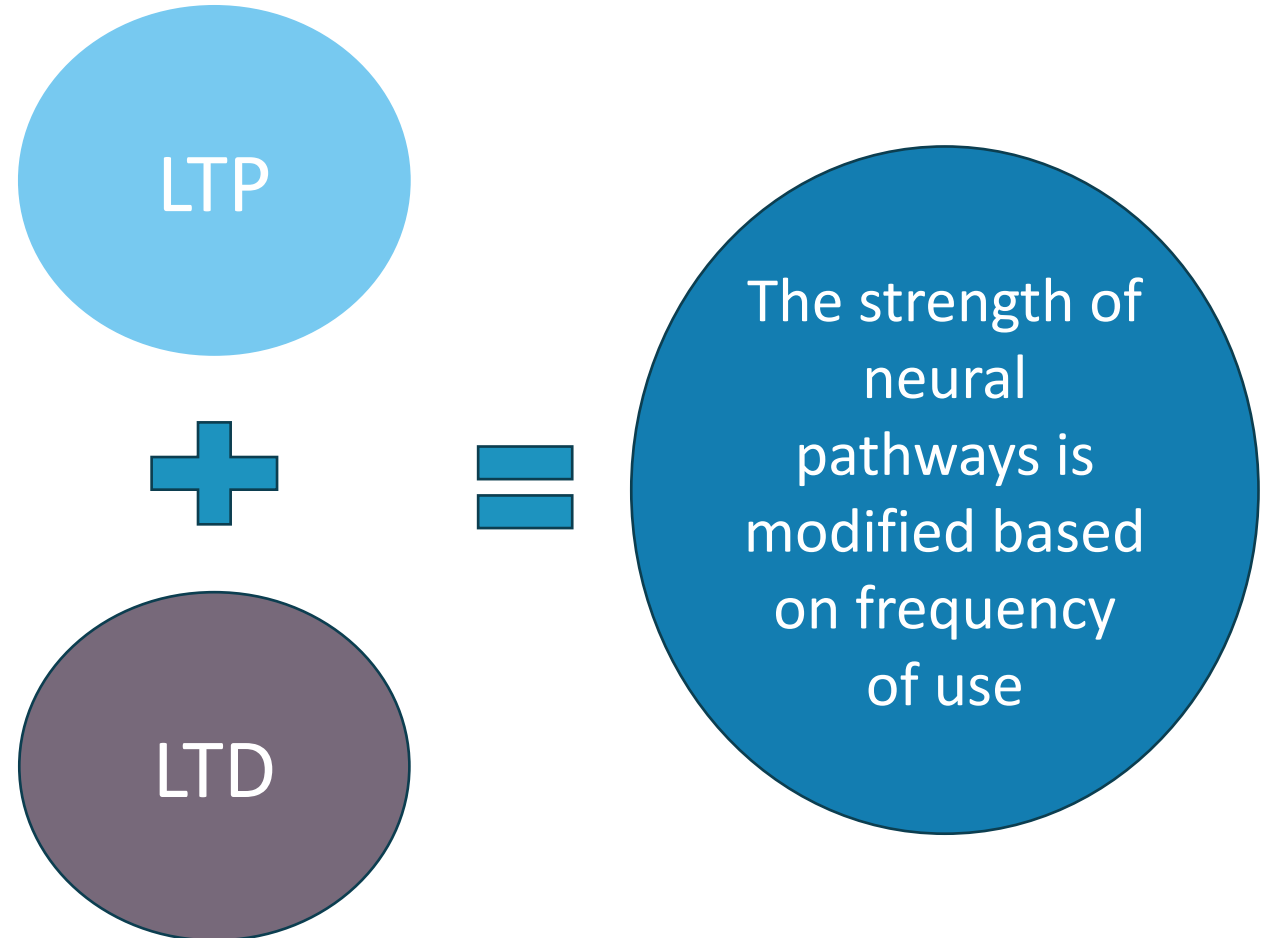 LTP
LTD
The strength of
neural
pathways is
modified based
on frequency
of use